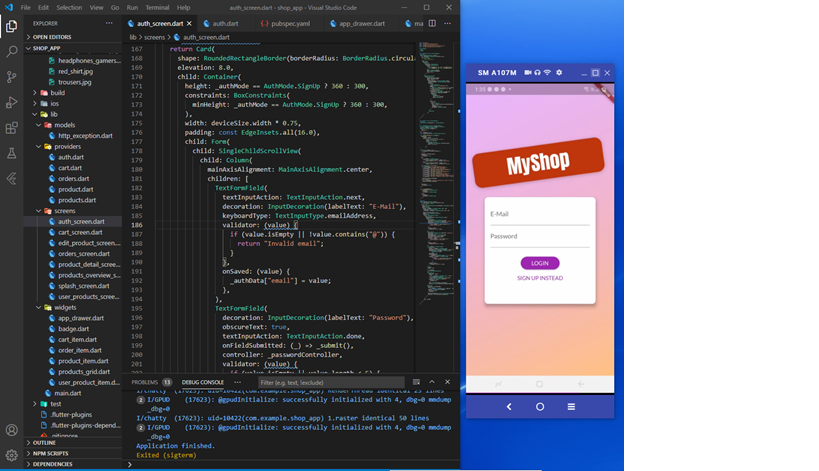 File Edit Selection View Go Run Terminal Help
auth_screen.dart - shop_app - Visual Studio Code
EXPLORER
OPEN EDITORS
SHOP_APP
headphones_gamers...
red_shirt.jpg
trousers.jpg
build
ios
lib
models
http_exception.dart
providers
auth.dart
cart.dart
orders.dart
product.dart
products.dart
screens
auth_screen.dart
cart_screen.dart
edit_product_screen...
orders_screen.dart
product_detail_scree...
products_overview_s...
splash_screen.dart
user_products_scree...
widgets
app_drawer.dart
badge.dart
cart_item.dart
order_item.dart
product_item.dart
products_grid.dart
user_product_item.d...
main.dart
test
.flutter-plugins
.flutter-plugins-depend...
.gitignore
OUTLINE
NPM SCRIPTS
DEPENDENCIES
auth_screen.dart auth.dart pubspec.yaml app_drawer.dart
lib > screens > auth_screen.dart
167 return Card(
168 shape: RoundedRectangleBorder(borderRadius: BorderRadius.circula
169 elevation: 8.0,
170 child: Container(
171 height: _authMode == AuthMode.SignUp ? 360 : 300,
172 constraints: BoxConstraints(
173 minHeight: _authMode == AuthMode.SignUp ? 360 : 300,
174 ),
175 width: deviceSize.width * 0.75,
176 padding: const EdgeInsets.all(16.0),
177 child: Form(
178 child: SingleChildScrollView(
179 child: Column(
180 mainAxisAlignment: MainAxisAlignment.center,
181 children: [
182 TextFormField(
183 textInputAction: TextInputAction.next,
184 decoration: InputDecoration(labelText: "E-Mail"),
185 keyboardType: TextInputType.emailAddress,
186 validator: (value) {
187 if (value.isEmpty || !value.contains("@")) {
188 return "Invalid email";
189 }
190 },
191 onSaved: (value) {
192 _authData["email"] = value;
193 },
194 ),
195 TextFormField(
196 decoration: InputDecoration(labelText: "Password"),
197 obscureText: true,
198 textInputAction: TextInputAction.done,
199 onFieldSubmitted: (_) => _submit(),
200 controller: _passwordController,
201 validator: (value) {
PROBLEMS 13 DEBUG CONSOLE ... Filter (e.g. text, !exclude)
2 I/GPUD (17623): @gpudInitialize: successfully initialized with 4, dbg=0 mmdump
_dbg=0
I/chatty (17623): uid=10422(com.example.shop_app) 1.raster identical 50 lines
2 I/GPUD (17623): @gpudInitialize: successfully initialized with 4, dbg=0 mmdump
_dbg=0
Application finished.
Exited (sigterm)
SM A107M
MyShop
E-Mail
Password
LOGIN
SIGN UP INSTEAD